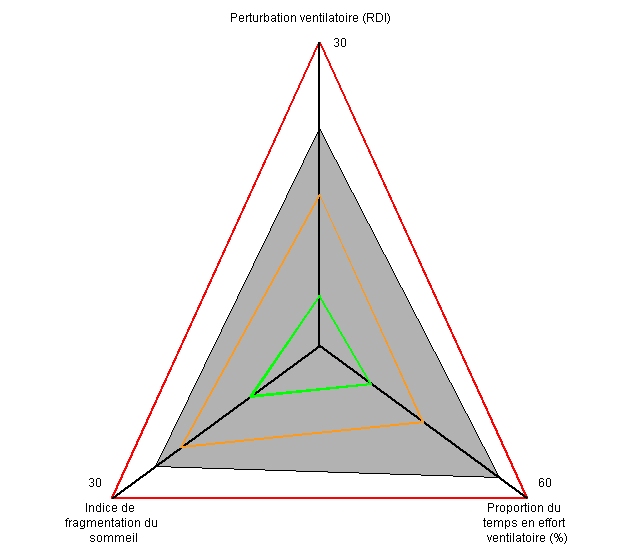 Perturbation ventilatoire (RDI)
30
30
60
Indice de
fragmentation du
sommeil
Proportion du
temps en effort
ventilatoire (%)